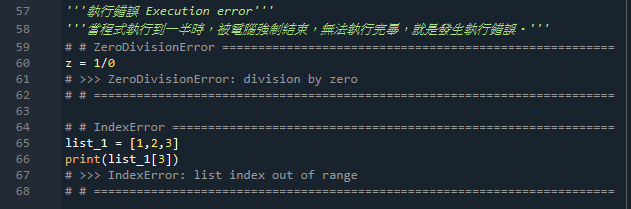 57 '''執行錯誤 Execution error'''
58 '''當程式執行到一半時，被電腦強制結束，無法執行完畢，就是發生執行錯誤。'''
59 # # ZeroDivisionError =======================================================
60 z = 1/0
61 # >>> ZeroDivisionError: division by zero
62 # # =========================================================================
63
64 # # IndexError ==============================================================
65 list_1 = [1,2,3]
66 print(list_1[3])
67 # >>> IndexError: list index out of range
68 # # =========================================================================